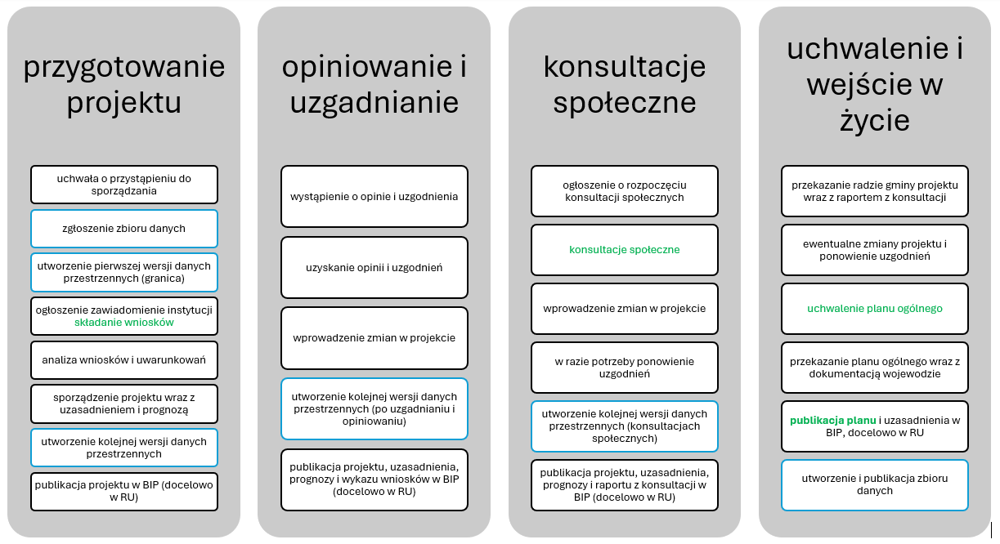 przygotowanie
projektu
uchwała o przystąpieniu do
sporządzania
zgłoszenie zbioru danych
utworzenie pierwszej wersji danych
przestrzennych (granica)
ogłoszenie zawiadomienie instytucji
składanie wniosków
analiza wniosków i uwarunkowań
sporządzenie projektu wraz z
uzasadnieniem i prognozą
utworzenie kolejnej wersji danych
przestrzennych
publikacja projektu w BIP (docelowo
w RU)
opiniowanie i
uzgadnianie
wystąpienie o opinie i uzgodnienia
uzyskanie opinii i uzgodnień
wprowadzenie zmian w projekcie
utworzenie kolejnej wersji danych
przestrzennych (po uzgadnianiu i
opiniowaniu)
publikacja projektu, uzasadnienia,
prognozy i wykazu wniosków w BIP
(docelowo w RU)
konsultacje
społeczne
ogłoszenie o rozpoczęciu
konsultacji społecznych
konsultacje społeczne
wprowadzenie zmian w projekcie
w razie potrzeby ponowienie
uzgodnień
utworzenie kolejnej wersji danych
przestrzennych (konsultacjach
społecznych)
publikacja projektu, uzasadnienia,
prognozy i raportu z konsultacji w
BIP (docelowo w RU)
uchwalenie i
wejście w
życie
przekazanie radzie gminy projektu
wraz z raportem z konsultacji
ewentualne zmiany projektu i
ponowienie uzgodnień
uchwalenie planu ogólnego
przekazanie planu ogólnego wraz z
dokumentacją wojewodzie
publikacja planu i uzasadnienia w
BIP, docelowo w RU
utworzenie i publikacja zbioru
danych